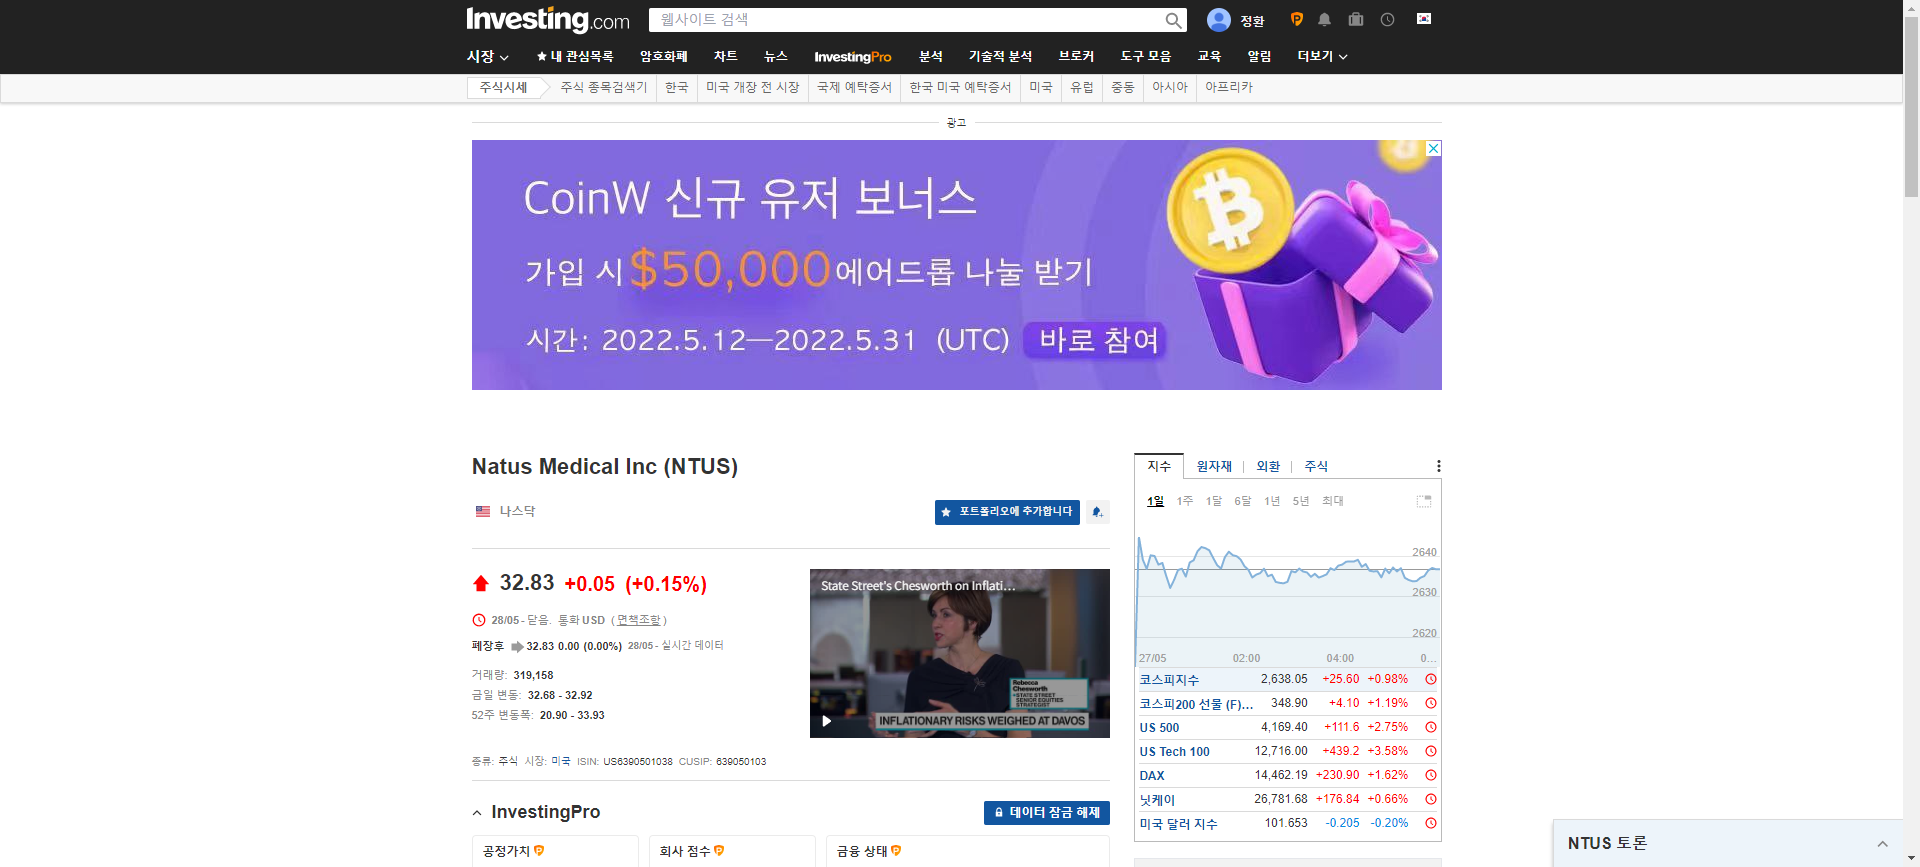 Investing.com
웹사이트 검색
정환
시장
내 관심목록
암호화폐
차트
뉴스
InvestingPro
분석
기술적 분석
브로커
도구 모음
교육
알림
더보기
주식시세
주식 종목검색기
한국
미국 개장 전 시장
국제 예탁증서
한국 미국 예탁증서
미국
유럽
중동
아시아
아프리카
광고
CoinW 신규 유저 보너스
가입 시 $50,000에어드롭 나눌 받기
시간: 2022.5.12—2022.5.31 (UTC) 바로 참여
Natus Medical Inc (NTUS)
나스닥
포트폴리오에 추가합니다
32.83 +0.05 (+0.15%)
28/05 - 닫음. 통화 USD ( 면책조항 )
폐장후 32.83 0.00 (0.00%) 28/05 - 실시간 데이터
거래량: 319,158
금일 변동: 32.68 - 32.92
52주 변동폭: 20.90 - 33.93
State Street's Chesworth on Inflati...
Rebecca
Chesworth
STATE STREET
SENIOR EQUITIES
STRATEGIST
INFLATIONARY RISKS WEIGHED AT DAVOS
종류: 주식 시장: 미국 ISIN: US6390501038 CUSIP: 639050103
InvestingPro
데이터 잠금 해제
공정가치
회사 점수
금융 상태
지수
원자재
외환
주식
1일 1주 1달 6달 1년 5년 최대
2640
2630
2620
27/05 02:00 04:00 0...
코스피지수 2,638.05 +25.60 +0.98%
코스피200 선물 (F)... 348.90 +4.10 +1.19%
US 500 4,169.40 +111.6 +2.75%
US Tech 100 12,716.00 +439.2 +3.58%
DAX 14,462.19 +230.90 +1.62%
닛케이 26,781.68 +176.84 +0.66%
미국 달러 지수 101.653 -0.205 -0.20%
NTUS 토론